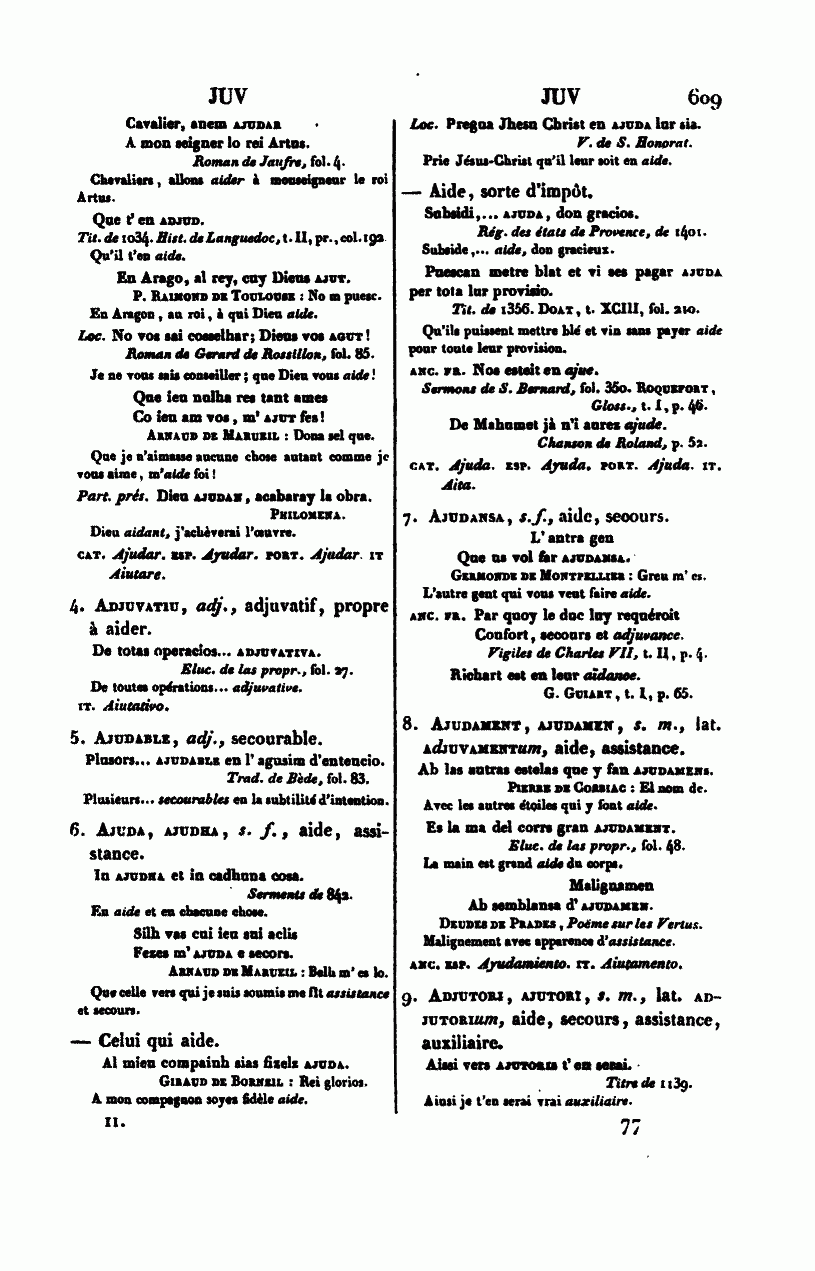 JUV
Cavalier, anem AJUDAR
A mon seigner lo rei Artus.
Roman de Jaufre, fol. 4.
Chevaliers, allons aider à monseigneur le roi
Artus.
Que t' en ADJUD.
Tit. de 1034. Hist. de Languedoc, t. II, pr., col. 192.
Qu'il t'en aide.
En Arago, al rey, cuy Dieus AJUT.
P. RAIMOND DE TOULOUSE : No m puesc.
En Aragon, au roi, à qui Dieu aide.
Loc. No vos sai cosselhar; Dieus vos AGUT !
Roman de Gerard de Rossillon, fol. 85.
Je ne vous sais conseiller ; que Dieu vous aide !
Que ieu nulha res tant ames
Co ieu am vos, m' AJUT fes !
ARNAUD DE MARUEIL : Dona sel que.
Que je n'aimasse aucune chose autant comme je
vous aime, m'aide foi !
Part. prés. Dieu AJUDAN, acabaray la obra.
PHILOMENA.
Dieu aidant, j'achèverai l'œuvre.
CAT. Ajudar. ESP. Ayudar. PORT. Ajudar. IT
Aiutare.
4. ADJUVATIU, adj., adjuvatif, propre
à aider.
De totas operacios... ADJUVATIVA.
Eluc. de las propr., fol. 27.
De toutes opérations... adjuvative.
IT. Aiutativo.
5. AJUDABLE, adj., secourable.
Plusors... AJUDABLE en l' agusim d'entencio.
Trad. de Bède, fol. 83.
Plusieurs... secourables en la subtilité d'intention.
6. AJUDA, AJUDHA, s. f., aide, assi-
stance.
In AJUDHA et in cadhuna cosa.
Serments de 842.
En aide et en chacune chose.
Silh vas cui ieu sui aclis
Fezes m' AJUDA e secors.
ARNAUD DE MARUEIL : Belh m' es lo.
Que celle vers qui je suis soumis me fît assistance
et secours.
— Celui qui aide.
Al mieu compainh sias fizels AJUDA.
GIRAUD DE BORNEIL : Rei glorios.
A mon compagnon soyes fidèle aide.
II.
JUV 609
Loc. Pregua Jhesu Christ en AJUDA lur sia.
V. de S. Honorat.
Prie Jésus-Christ qu'il leur soit en aide.
— Aide, sorte d'impôt.
Subsidi,... AJUDA, don gracios.
Rég. des états de Provence, de 1401.
Subside,... aide, don gracieux.
Puescan metre blat et vi ses pagar AJUDA
per tota lur provisio.
Tit. de 1356. DOAT, t. XCIII, fol. 210.
Qu'ils puissent mettre blé et vin sans payer aide
pour toute leur provision.
ANC. FR. Nos esteit en ajue.
Sermons de S. Bernard, fol. 350. ROQUEFORT,
Gloss., t. I, p. 46.
De Mahumet jà n'i aurez ajude.
Chanson de Roland, p. 52.
CAT. Ajuda. ESP. Ayuda. PORT. Ajuda. IT.
Aita.
7. AJUDANSA, s. f., aide, secours.
L' autra gen
Que us vol far AJUDANSA.
GERMONDE DE MONTPELLIER : Greu m' es.
L'autre gent qui vous veut faire aide.
ANC. FR. Par quoy le duc luy requéroit
Confort, secours et adjuvance.
Vigiles de Charles VII, t. II, p. 4.
Richart est en leur aïdance.
G. GUIART, t. I, p. 65.
8. AJUDAMENT, AJUDAMEN, s. m., lat.
ADJUVAMENTum, aide, assistance.
Ab las autras estelas que y fan AJUDAMENS.
PIERRE DE CORBIAC : El nom de.
Avec les autres étoiles qui y font aide.
Es la ma del corrs gran AJUDAMENT.
Eluc. de las propr., fol. 48.
La main est grand aide du corps.
Malignamen
Ab semblansa d' AJUDAMEN.
DEUDES DE PRADES, Poëme sur les Vertus.
Malignement avec apparence d'assistance.
ANC. ESP. Ayudamiento. IT. Aiutamento.
9. ADJUTORI, AJUTORI, s. m., lat. AD-
JUTORIum, aide, secours, assistance,
auxiliaire.
Aissi vers AJUTORIS t' en serai.
Titre de 1139.
Ainsi je t'en serai vrai auxiliaire.
77